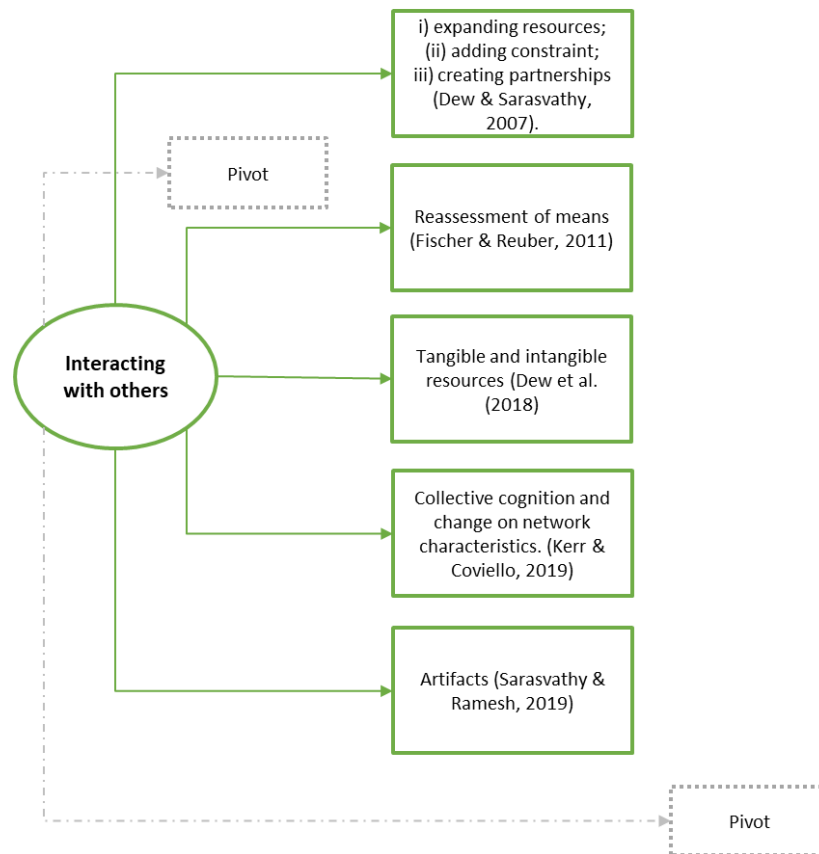 i) expanding resources;
(ii) adding constraint;
iii) creating partnerships
(Dew & Sarasvathy,
2007).
Pivot
Reassessment of means
(Fischer & Reuber, 2011)
Interacting
with others
Tangible and intangible
resources (Dew et al.
(2018)
Collective cognition and
change on network
characteristics. (Kerr &
Coviello, 2019)
Artifacts (Sarasvathy &
Ramesh, 2019)
Pivot